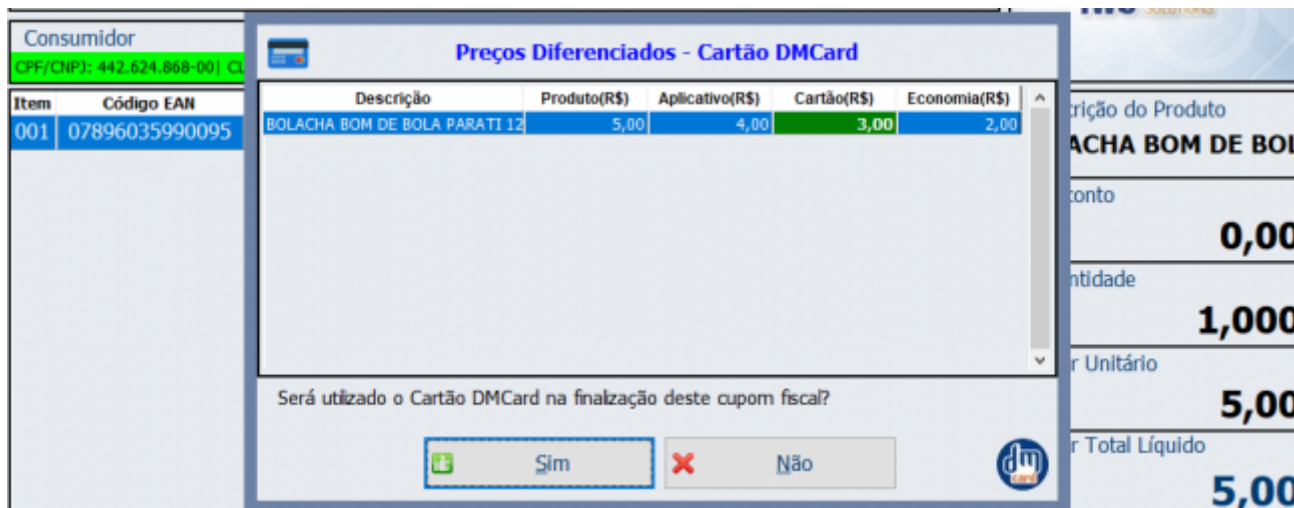 Consumidor
CPF/CNPJ: 442.624.868-00|
Item Código EAN
001 07896035990095
Preços Diferenciados - Cartão DMCard
Descrição Produto(R$) Aplicativo(R$) Cartão(R$) Economia(R$)
BOLACHA BOM DE BOLA PARATI 12 5,00 4,00 3,00 2,00
Será utilizado o Cartão DMCard na finalização deste cupom fiscal?
Sim Não
dm
card
SOLUTIONS
rição do Produto
ACHA BOM DE BOL
conto
0,00
ntidade
1,000
r Unitário
5,00
r Total Líquido
5,00